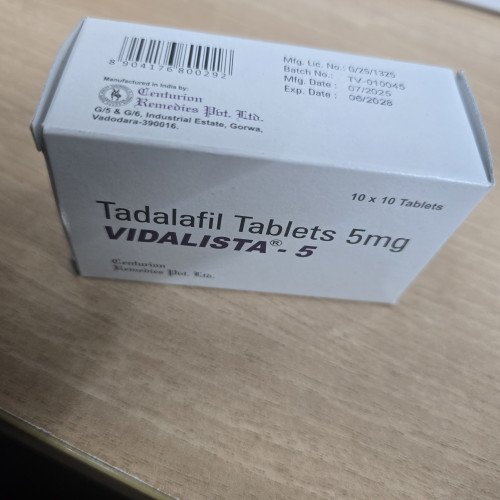 8 904176 800292
Mfg. Lic. No.: G/25/1325
Batch No.: TV-010045
Mfg. Date : 07/2025
Exp. Date : 06/2028
Manufactured in India by:
Centurion
Remedies Pvt. Ltd.
G/5 & G/6, Industrial Estate, Gorwa,
Vadodara-390016.
10 x 10 Tablets
Tadalafil Tablets 5mg
VIDALISTA® - 5
Centurion
Remedies Pvt. Ltd.